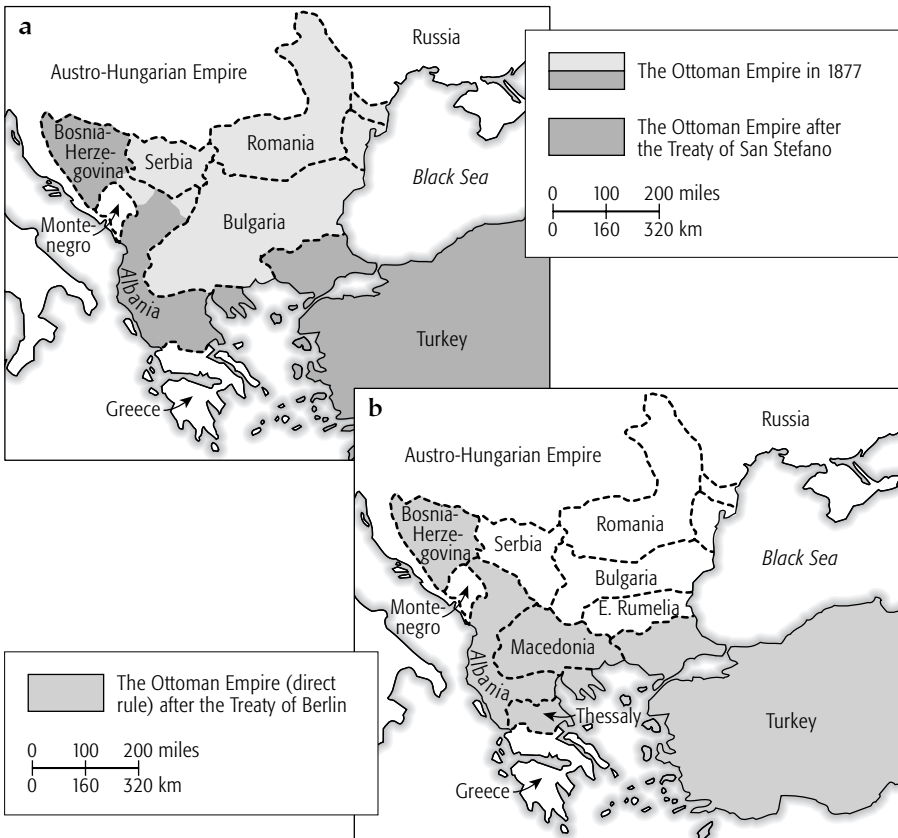 a
Russia
Austro-Hungarian Empire
Bosnia-
Herze-
govina
Serbia
Romania
Black Sea
Monte-
negro
Bulgaria
Albania
Turkey
Greece
The Ottoman Empire in 1877
The Ottoman Empire after
the Treaty of San Stefano
0 100 200 miles
0 160 320 km
b
Russia
Austro-Hungarian Empire
Bosnia-
Herze-
govina
Serbia
Romania
Black Sea
Bulgaria
E. Rumelia
Monte-
negro
Macedonia
Albania
Thessaly
Turkey
Greece
The Ottoman Empire (direct
rule) after the Treaty of Berlin
0 100 200 miles
0 160 320 km